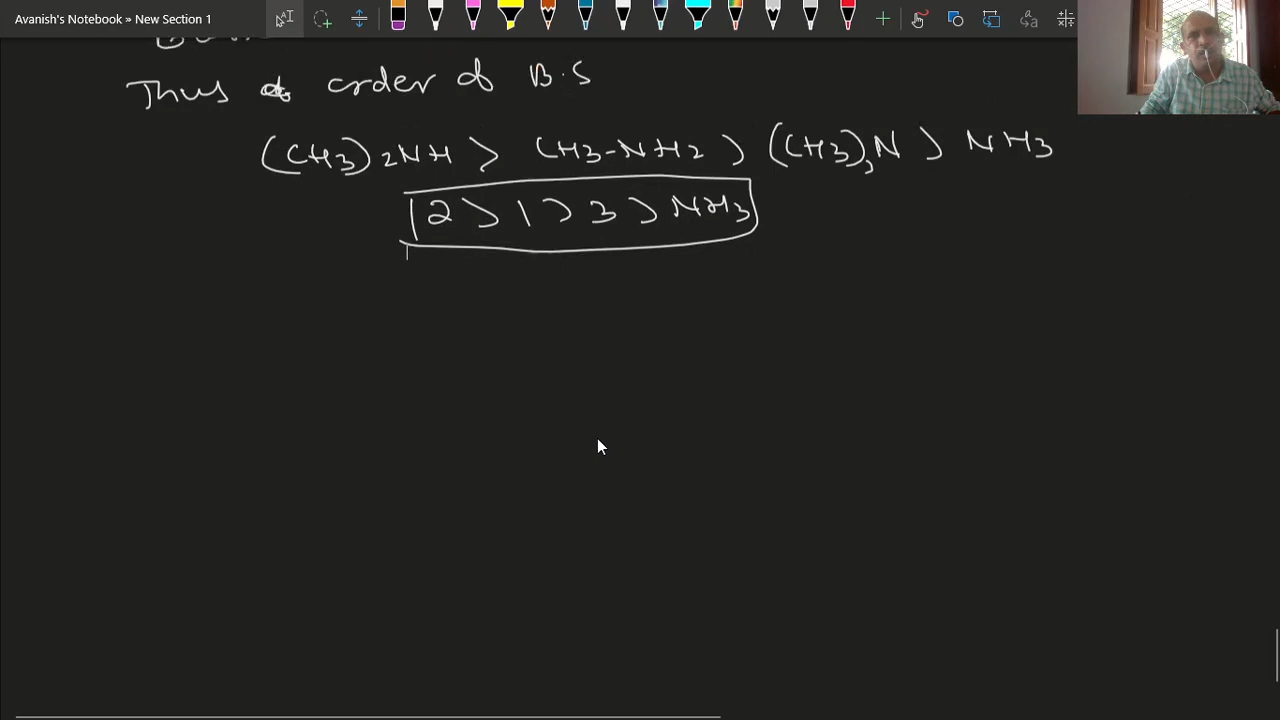 Avanish's Notebook » New Section 1
Thus order of B.S
(CH3)2NH > CH3-NH2 > (CH3)3N > NH3
2 > 1 > 3 > NH3